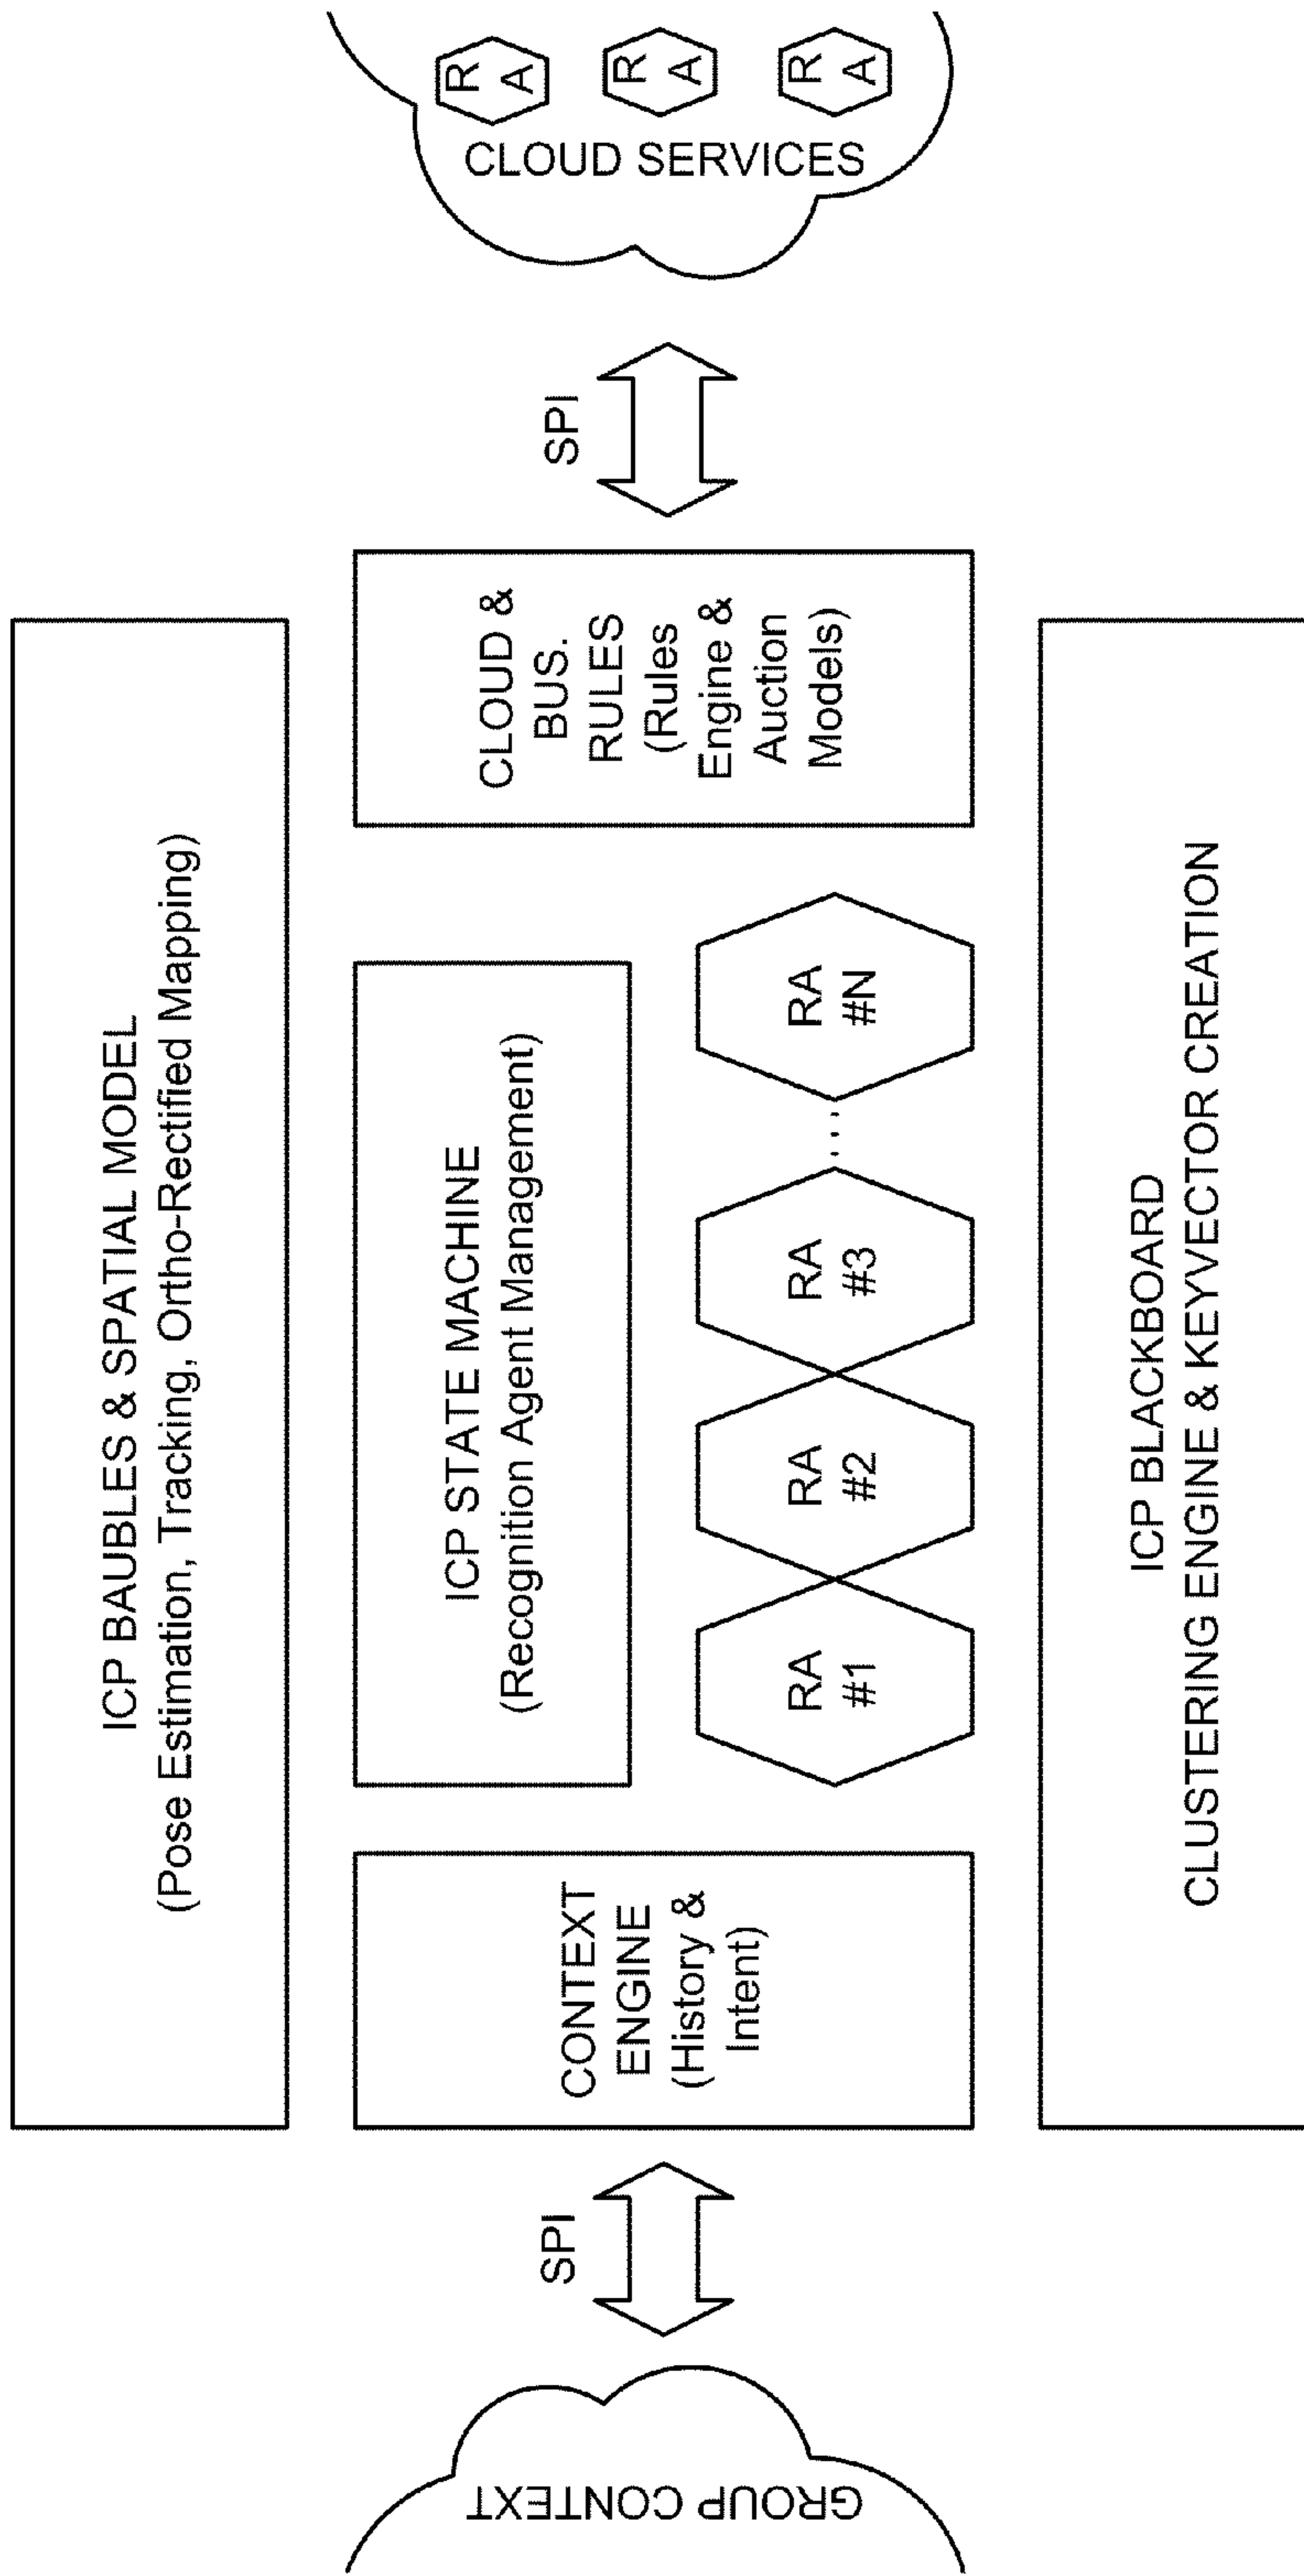 ICP BAUBLES & SPATIAL MODEL
(Pose Estimation, Tracking, Ortho-Rectified Mapping)
GROUP CONTEXT
SPI
CONTEXT
ENGINE
(History &
Intent)
ICP STATE MACHINE
(Recognition Agent Management)
RA
#1
RA
#2
RA
#3
...
RA
#N
CLOUD &
BUS.
RULES
(Rules
Engine &
Auction
Models)
SPI
CLOUD SERVICES
R
A
R
A
R
A
ICP BLACKBOARD
CLUSTERING ENGINE & KEYVECTOR CREATION